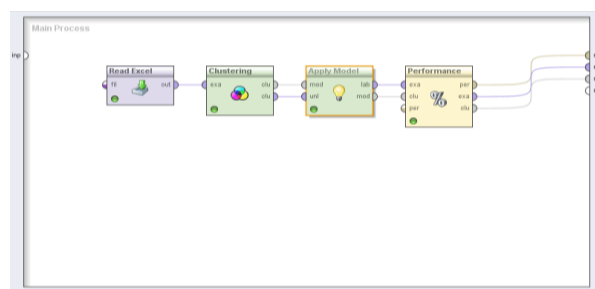 Main Process
inp
Read Excel
fil out
Clustering
exa clu
clu
Apply Model
mod lab
unl mod
Performance
exa per
clu exa
per clu
%